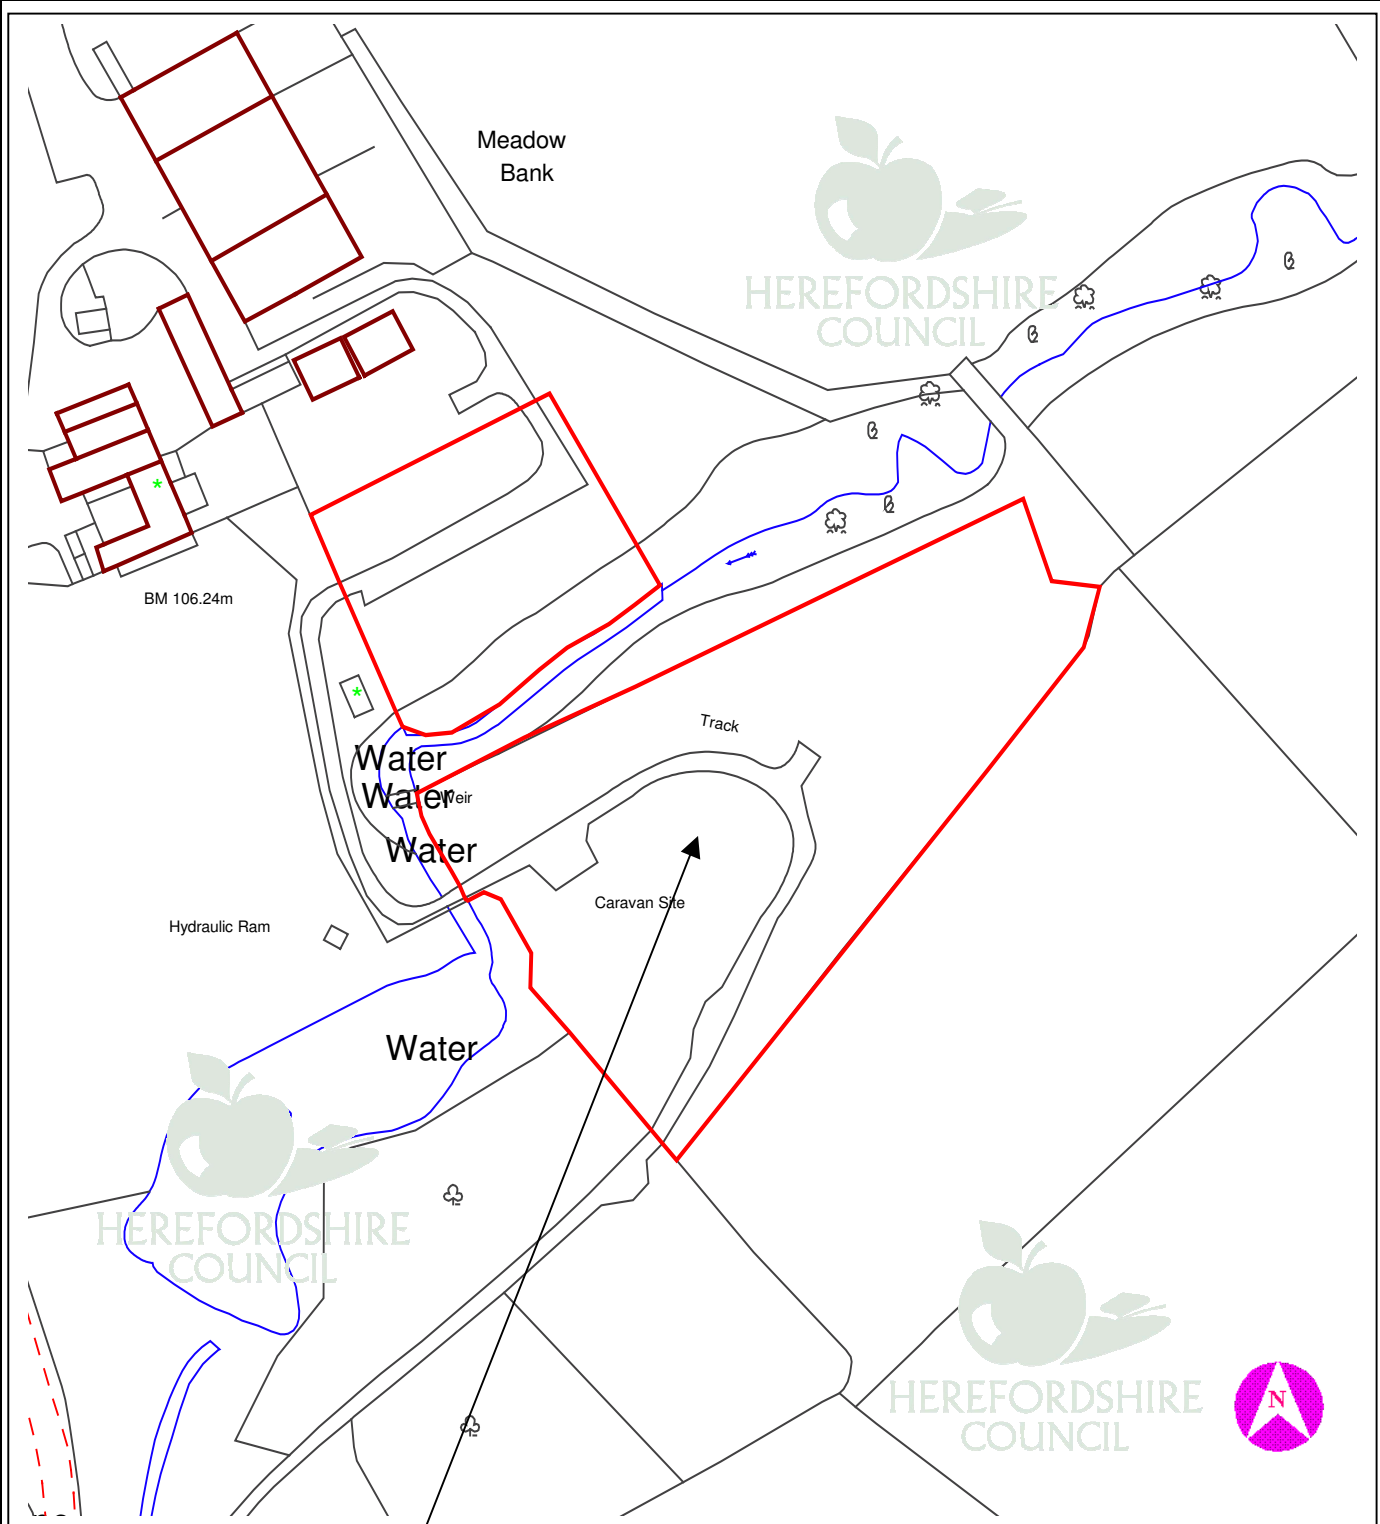 Meadow
Bank
HEREFORDSHIRE
COUNCIL
BM 106.24m
Track
Water
Water
Weir
Water
Caravan Site
Hydraulic Ram
Water
HEREFORDSHIRE
COUNCIL
HEREFORDSHIRE
COUNCIL
N